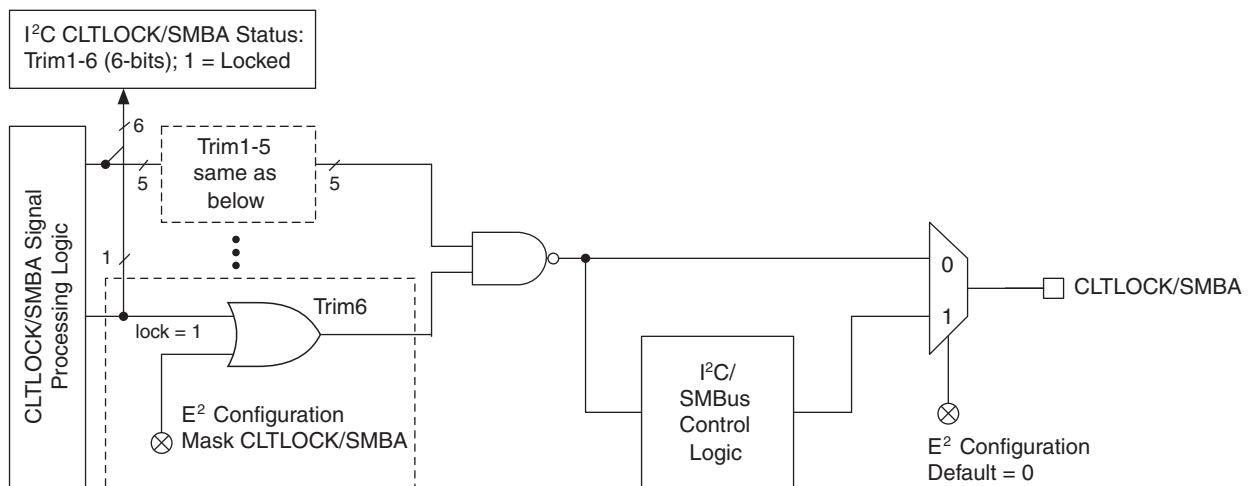 I²C CLTLOCK/SMBA Status:
Trim1-6 (6-bits); 1 = Locked
6
CLTLOCK/SMBA Signal
Processing Logic
5
Trim1-5
same as
below
5
1
Trim6
lock = 1
E² Configuration
Mask CLTLOCK/SMBA
I²C/
SMBus
Control
Logic
0
1
CLTLOCK/SMBA
E² Configuration
Default = 0